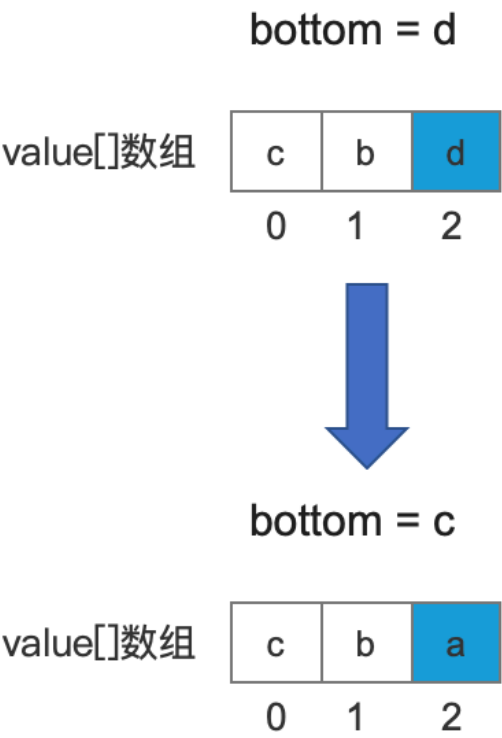 bottom = d
value[]数组 c b d
0 1 2
bottom = c
value[]数组 c b a
0 1 2